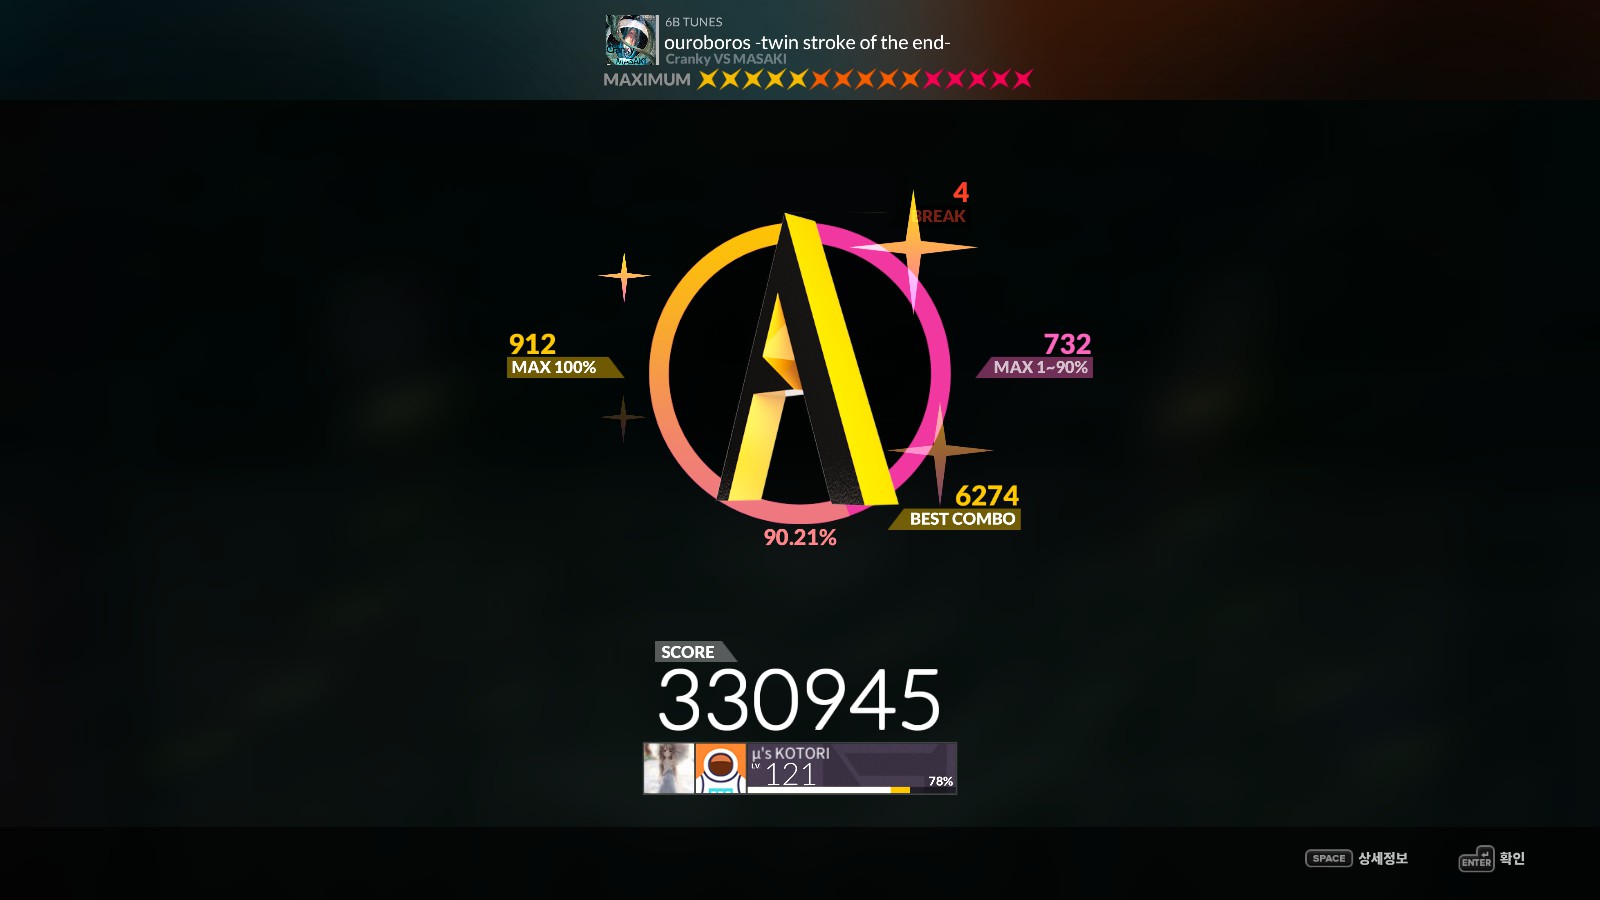 6B TUNES
ouroboros -twin stroke of the end-
Cranky VS MASAKI
MAXIMUM
4
BREAK
912
MAX 100%
732
MAX 1~90%
6274
BEST COMBO
90.21%
SCORE
330945
μ's KOTORI
LV 121
78%
SPACE 상세정보
ENTER 확인